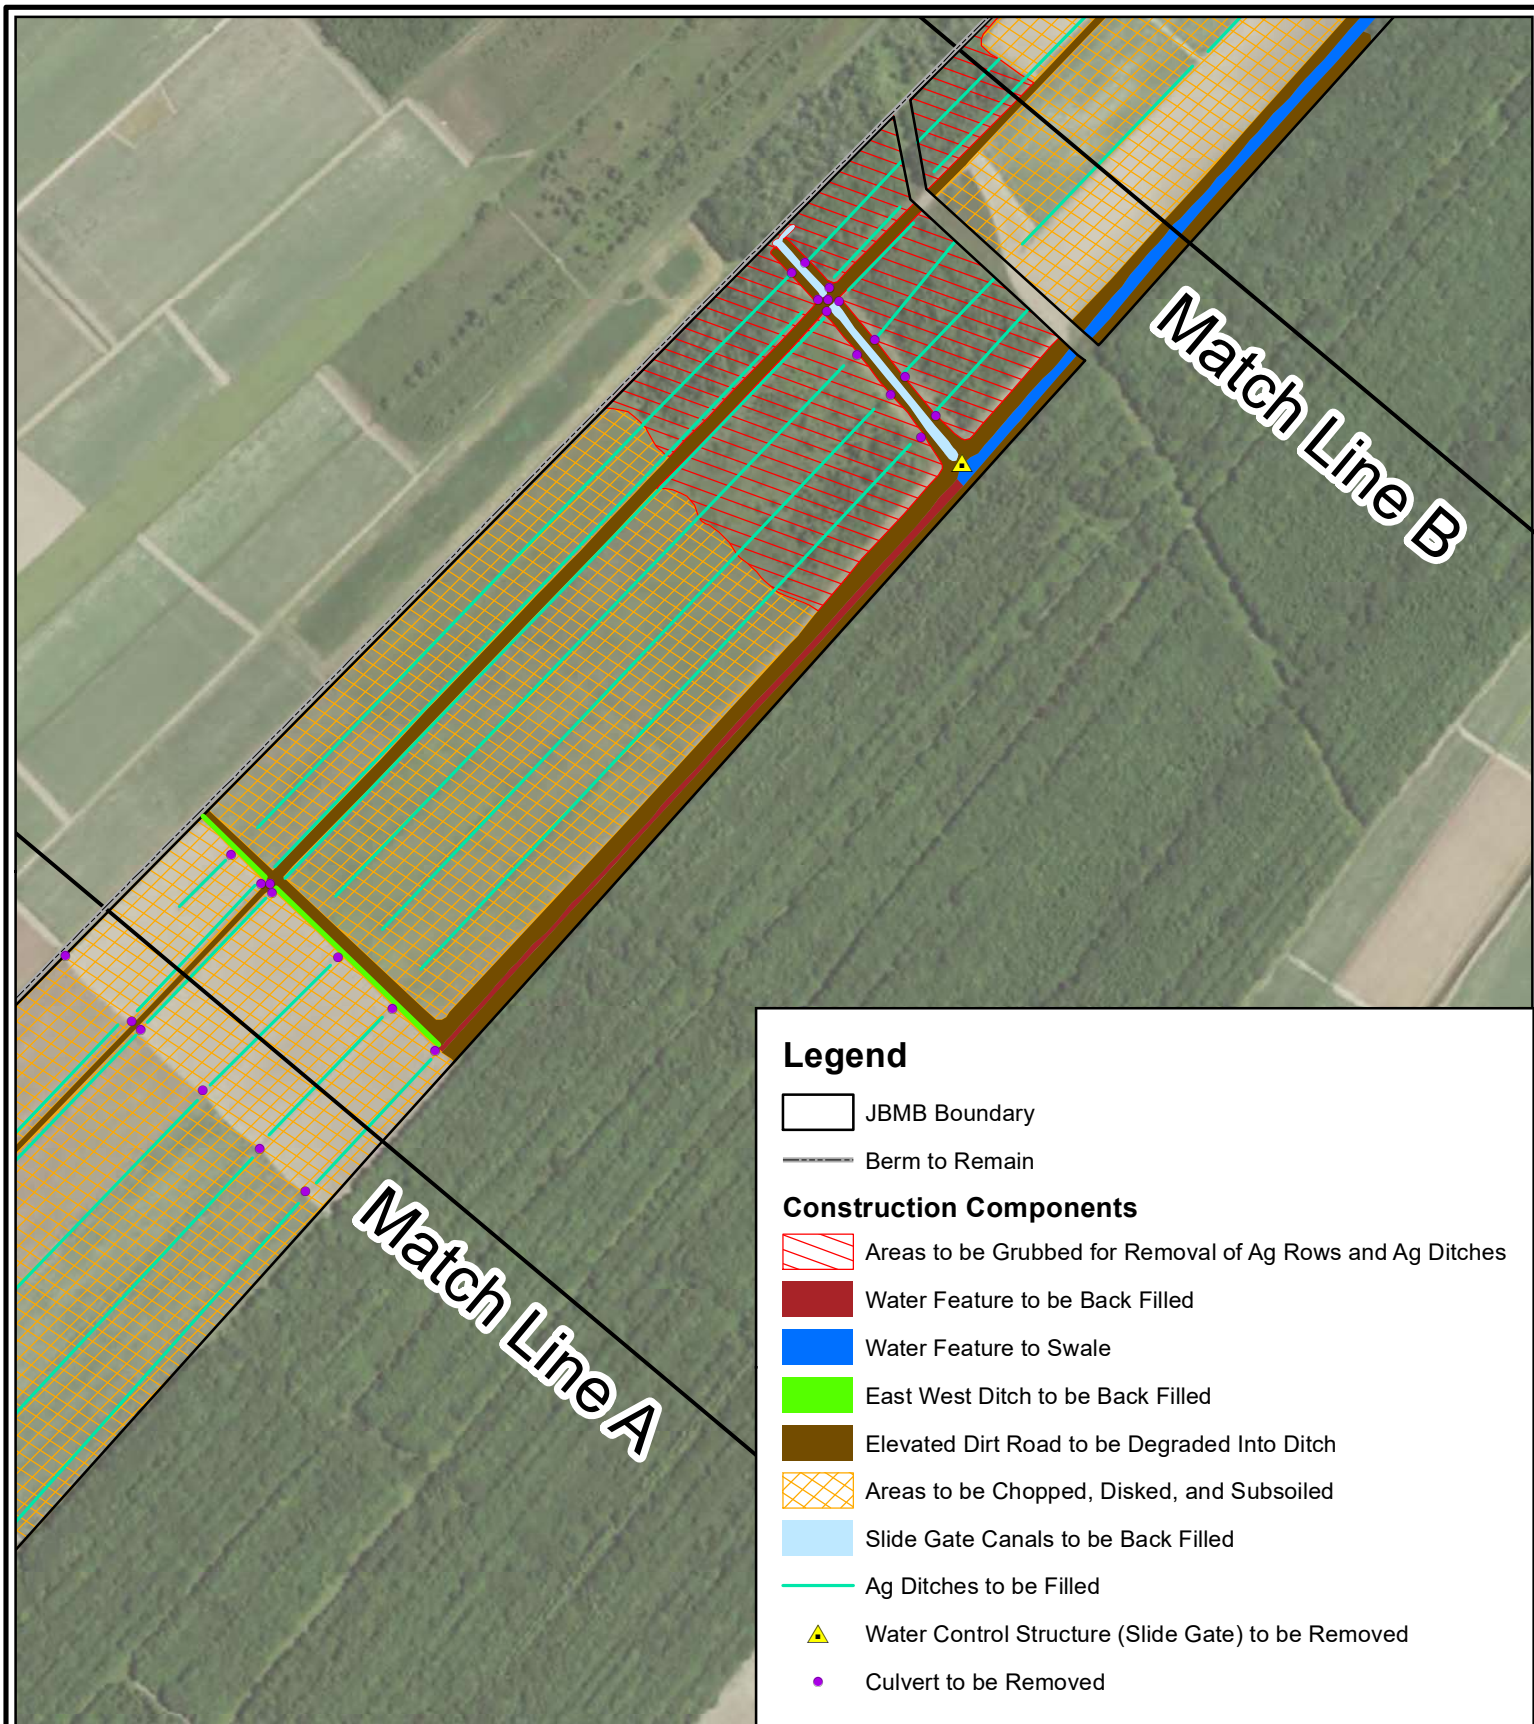 Match Line B
Match Line A
Legend
JBMB Boundary
Berm to Remain
Construction Components
Areas to be Grubbed for Removal of Ag Rows and Ag Ditches
Water Feature to be Back Filled
Water Feature to Swale
East West Ditch to be Back Filled
Elevated Dirt Road to be Degraded Into Ditch
Areas to be Chopped, Disked, and Subsoiled
Slide Gate Canals to be Back Filled
Ag Ditches to be Filled
Water Control Structure (Slide Gate) to be Removed
Culvert to be Removed